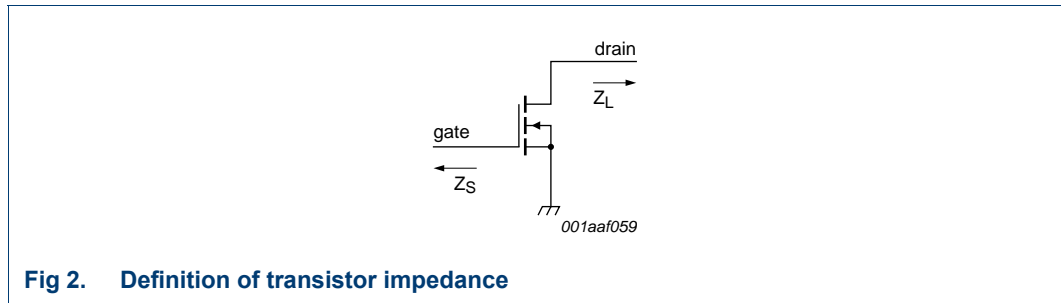 drain
Z_L
gate
Z_S
001aaf059
Fig 2. Definition of transistor impedance